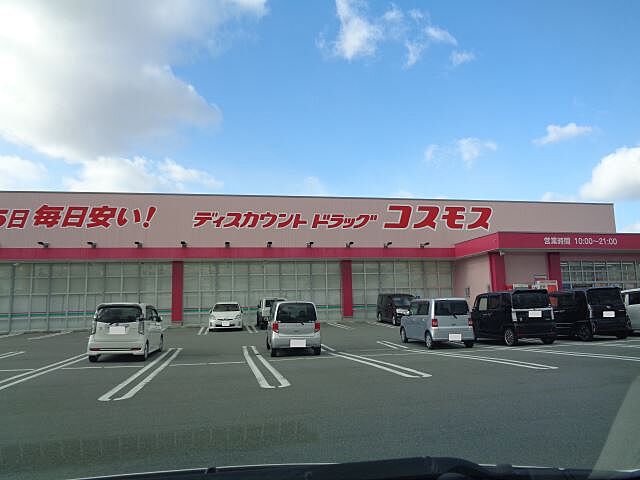 5日 毎日安い! ディスカウント ドラッグ コスモス
営業時間 10:00〜21:00